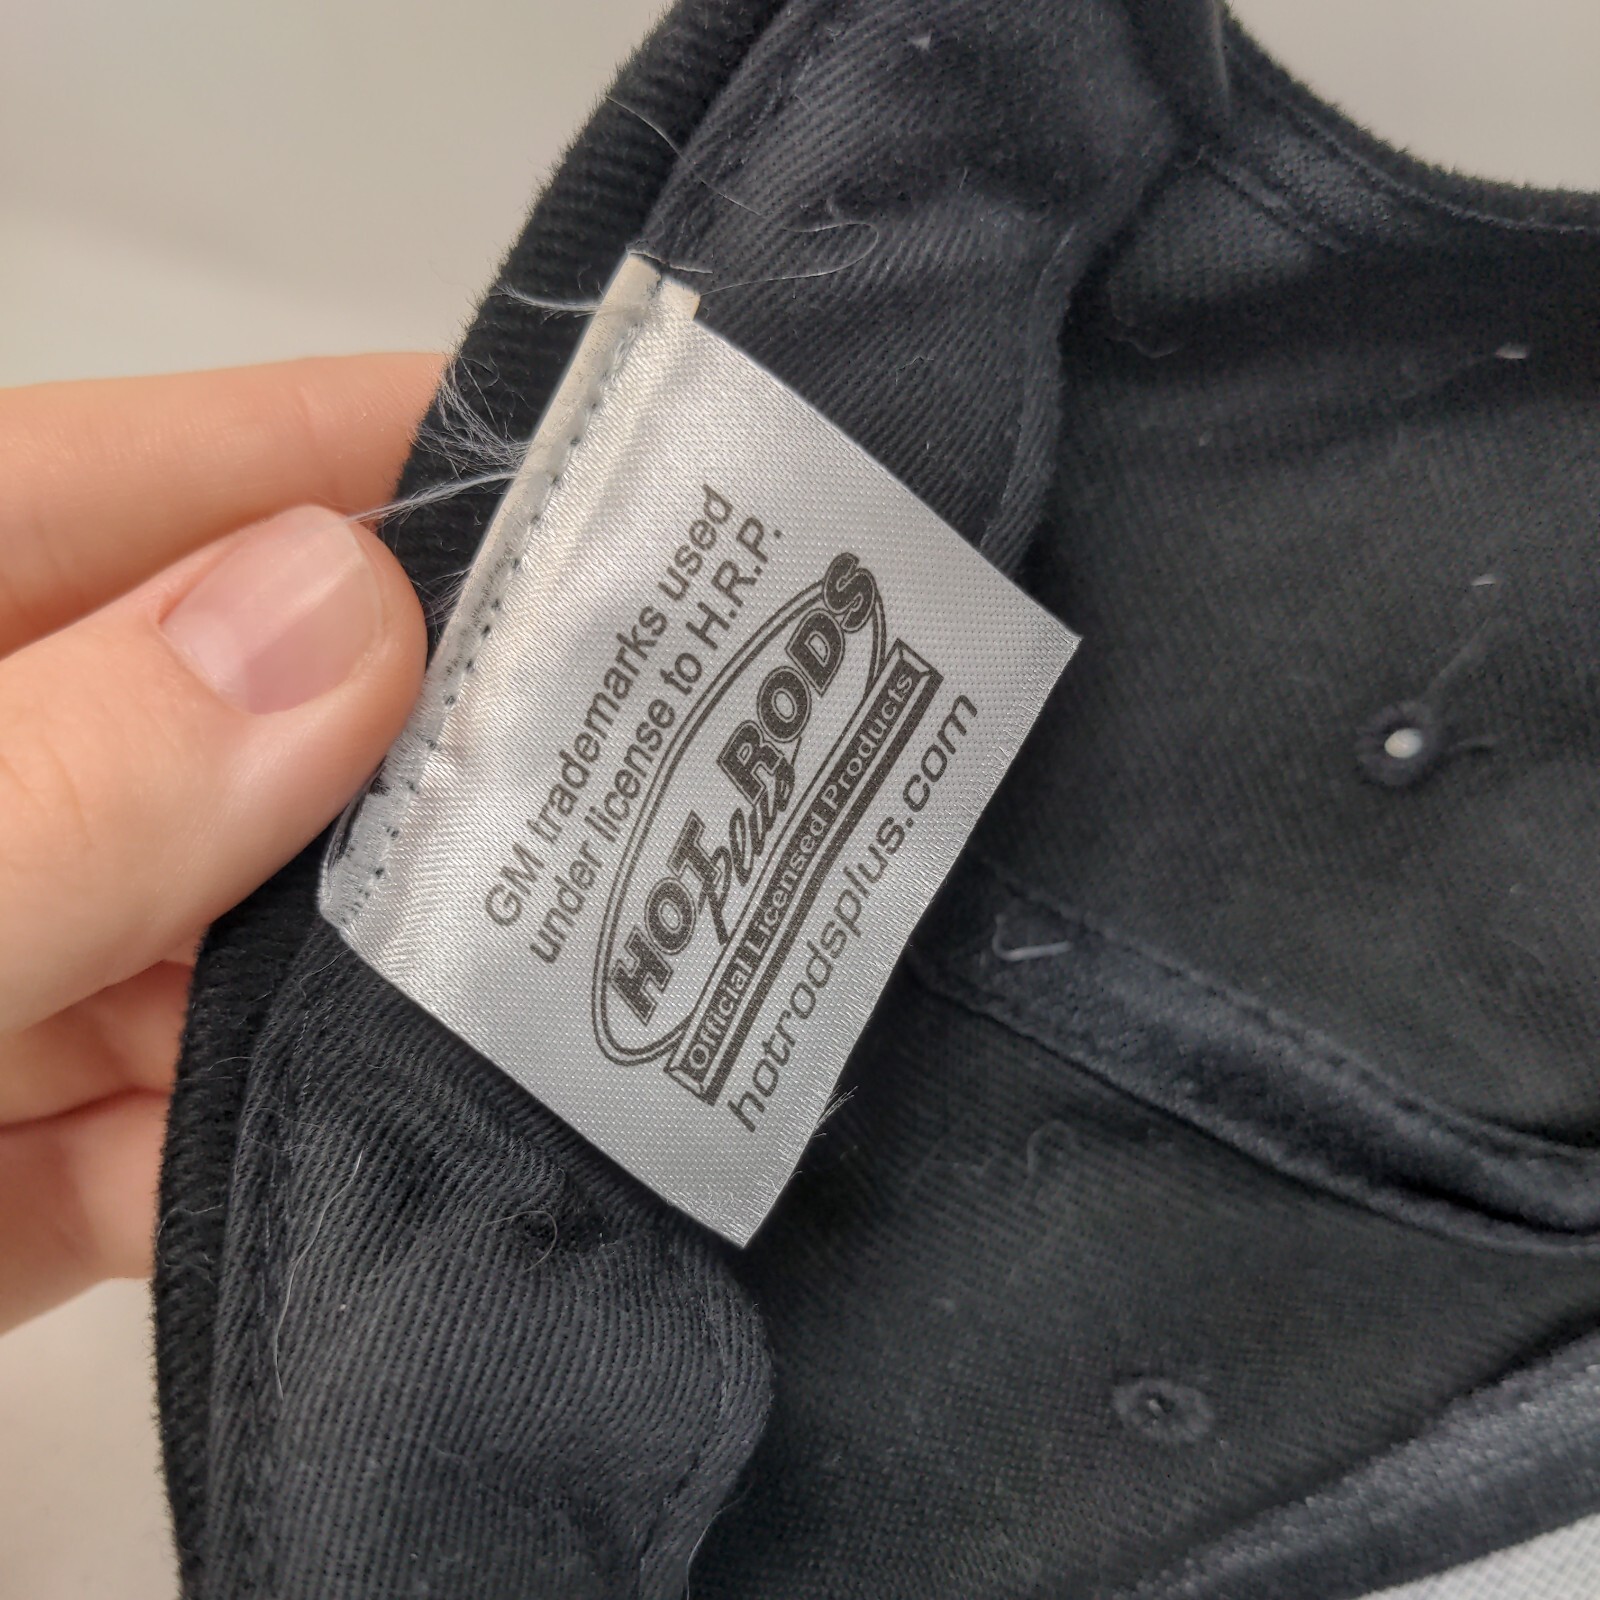 GM trademarks used
under license to H.R.P.
HOT RODS
plus
Official Licensed Products
hotrodsplus.com